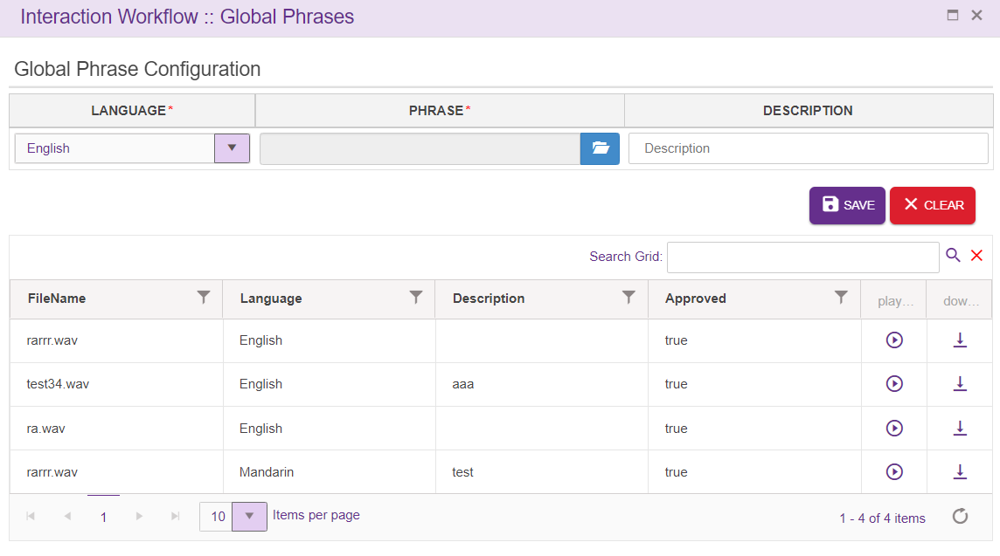 Interaction Workflow :: Global Phrases
Global Phrase Configuration
LANGUAGE* PHRASE* DESCRIPTION
English Description
SAVE CLEAR
Search Grid:
FileName Language Description Approved play... dow...
rarrr.wav English true
test34.wav English aaa true
ra.wav English true
rarrr.wav Mandarin test true
1 10 Items per page 1 - 4 of 4 items